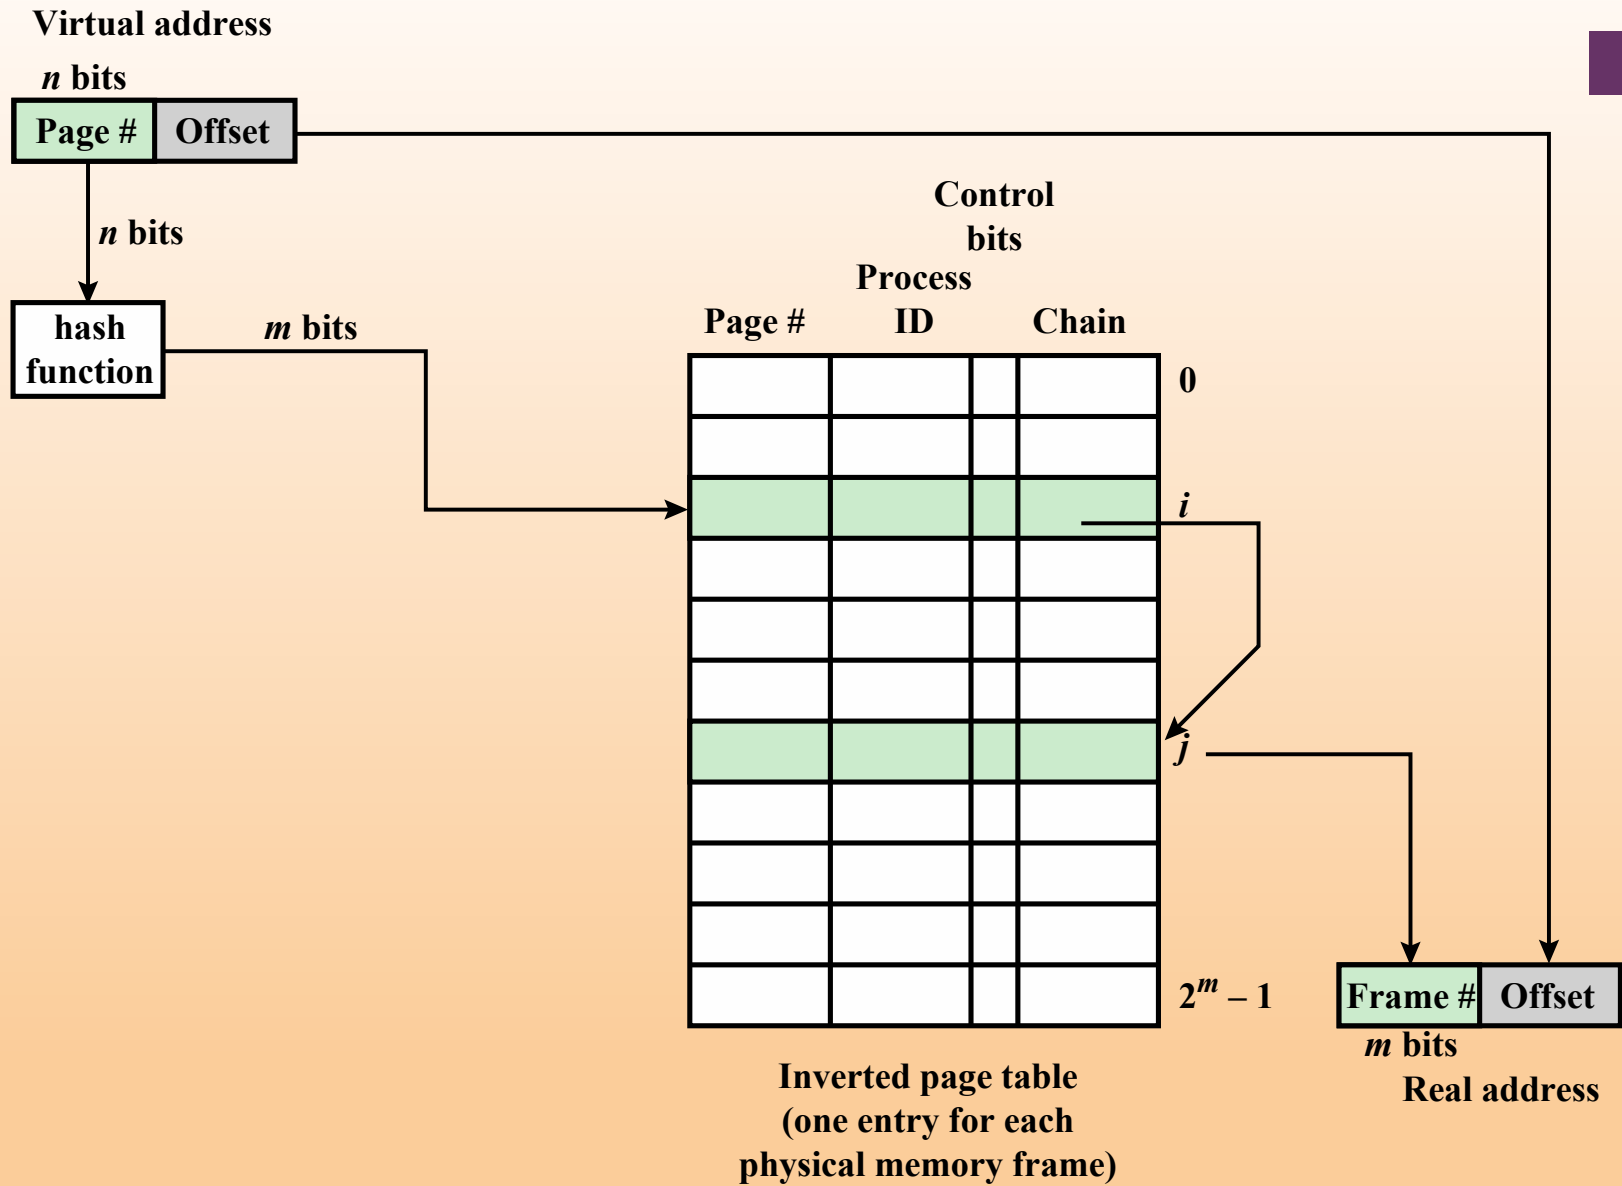 Virtual address
n bits
Page # Offset
n bits
hash
function
m bits
Control
bits
Process
Page # ID Chain
0
i
j
2^m – 1
Frame # Offset
m bits
Real address
Inverted page table
(one entry for each
physical memory frame)